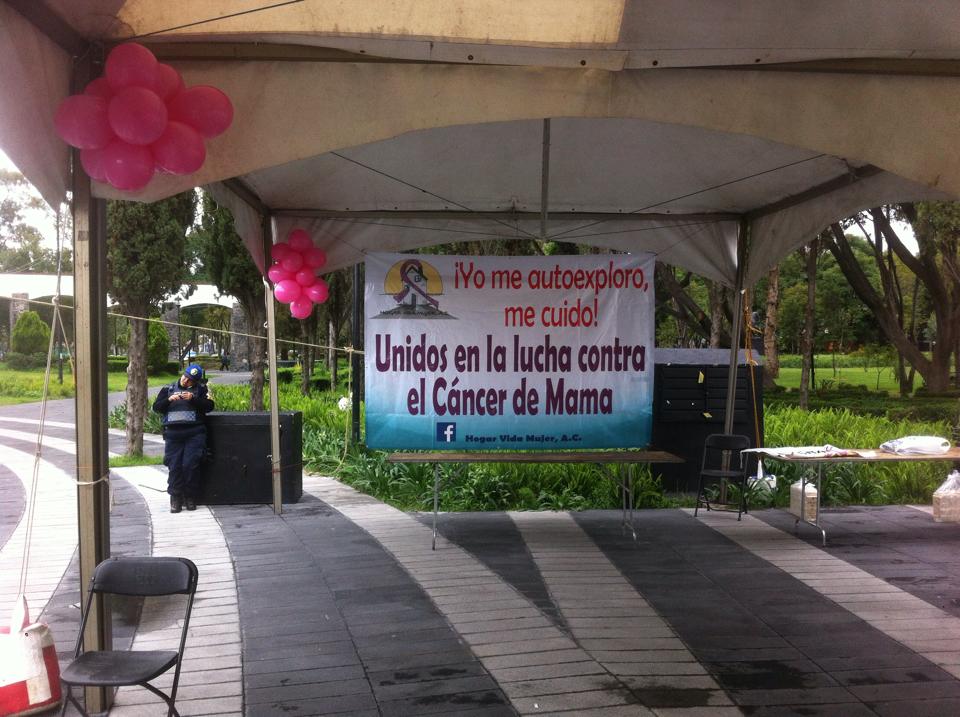 ¡Yo me autoexploro,
me cuido!
Unidos en la lucha contra
el Cáncer de Mama
f Hogar Vida Mujer, A.C.